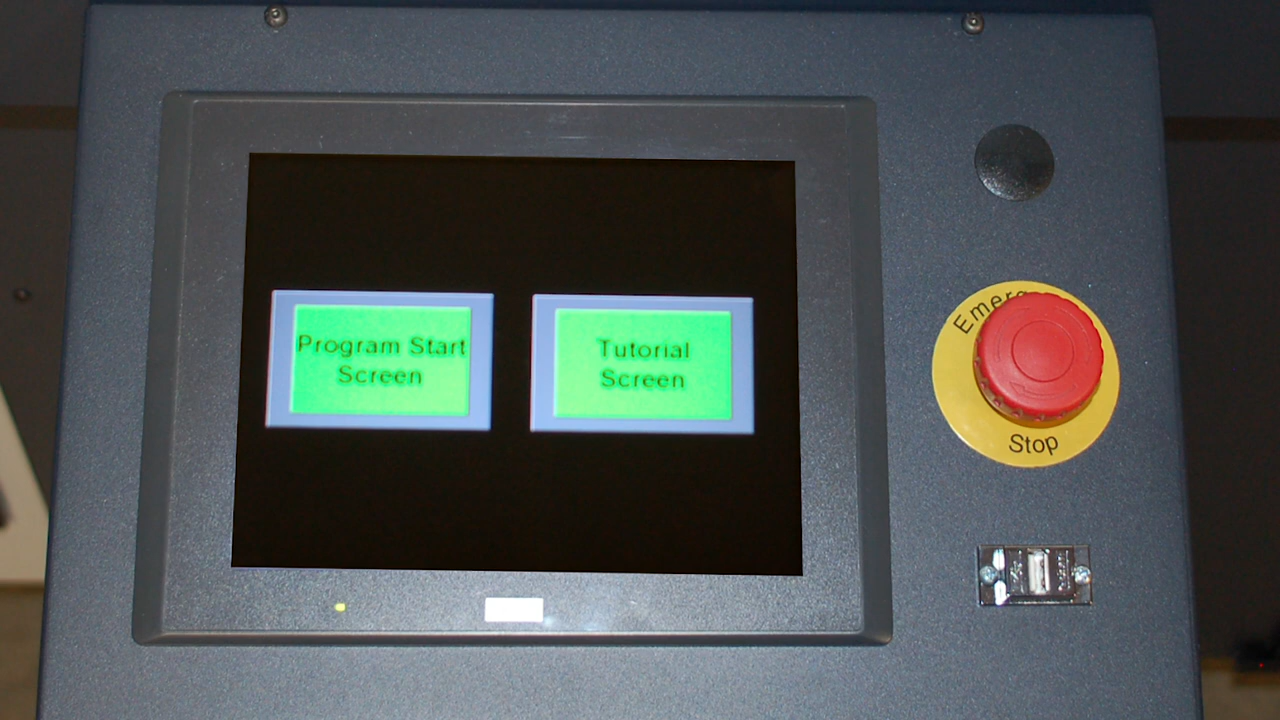 Program Start
Screen
Tutorial
Screen
Emerg
Stop